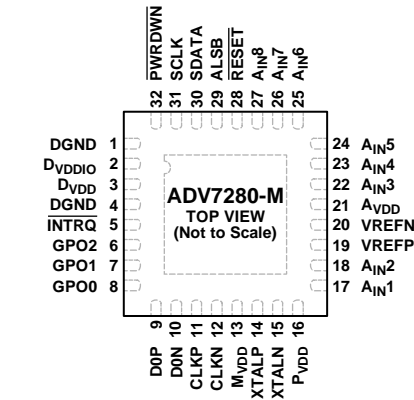 PWRDWN
SCLK
SDATA
ALSB
RESET
AIN8
AIN7
AIN6
32
31
30
29
28
27
26
25
DGND 1
DVDDIO 2
DVDD 3
DGND 4
INTRQ 5
GPO2 6
GPO1 7
GPO0 8
ADV7280-M
TOP VIEW
(Not to Scale)
24 AIN5
23 AIN4
22 AIN3
21 AVDD
20 VREFN
19 VREFP
18 AIN2
17 AIN1
9
10
11
12
13
14
15
16
D0P
D0N
CLKP
CLKN
MVDD
XTALP
XTALN
PVDD